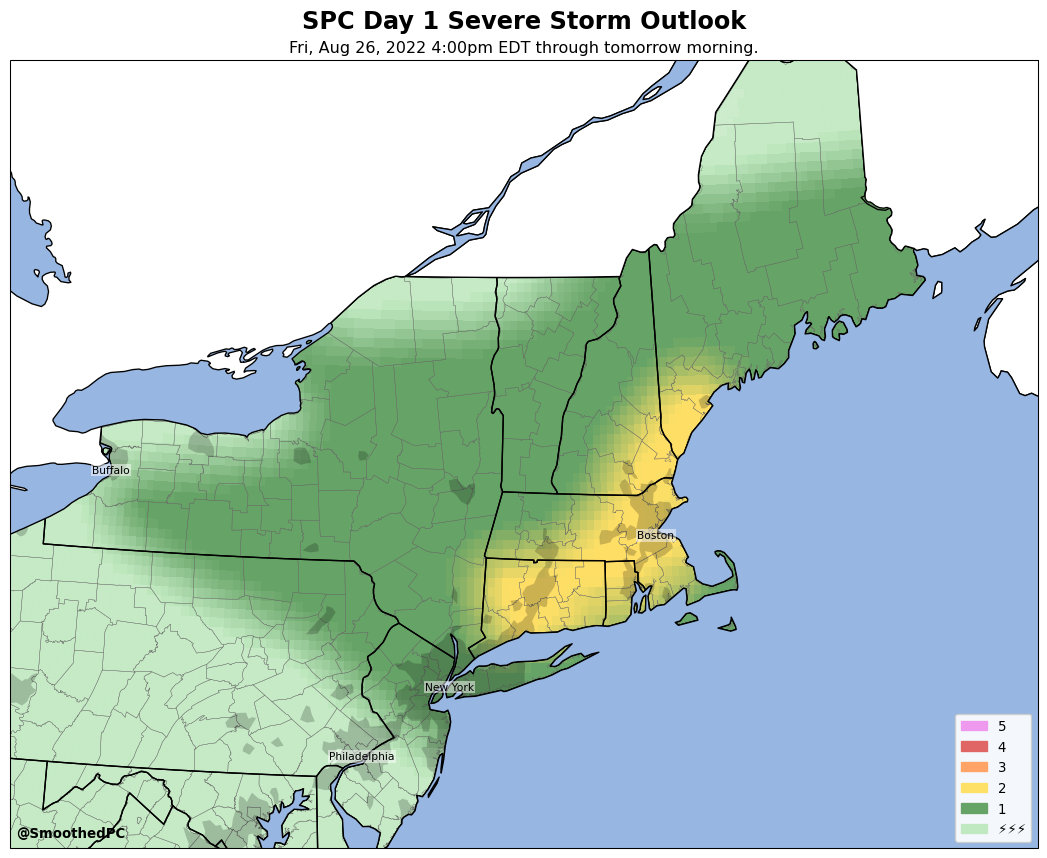 SPC Day 1 Severe Storm Outlook
Fri, Aug 26, 2022 4:00pm EDT through tomorrow morning.
Buffalo
Boston
New York
Philadelphia
5
4
3
2
1
⚡⚡⚡
@SmoothedPC